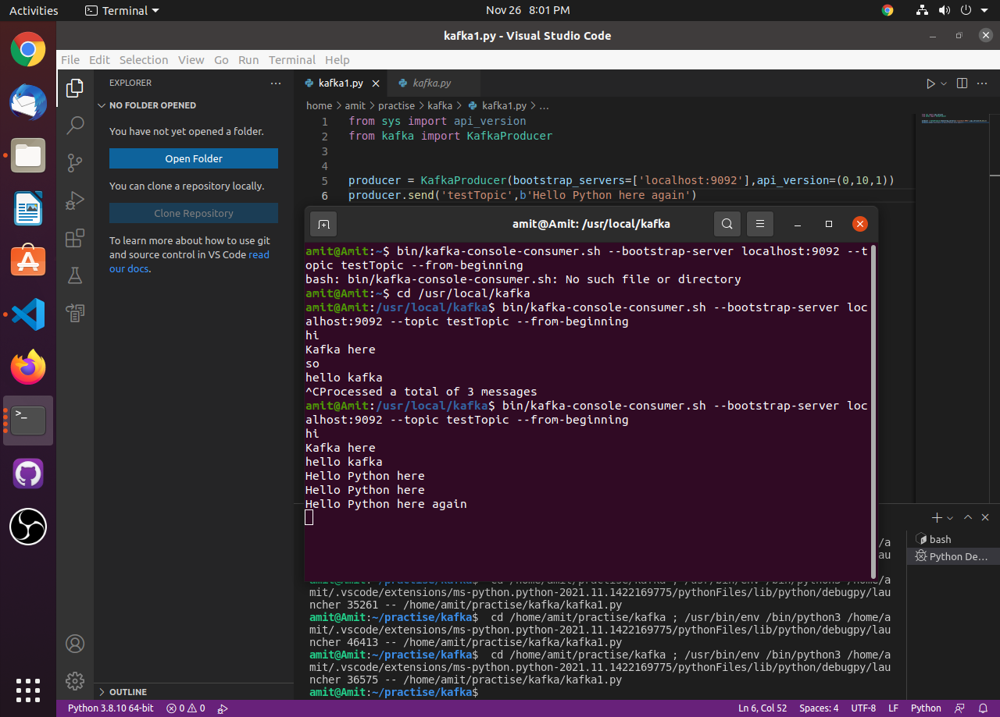 Activities
Terminal
Nov 26 8:01 PM
kafka1.py - Visual Studio Code
File Edit Selection View Go Run Terminal Help
EXPLORER
kafka1.py
kafka.py
NO FOLDER OPENED
home > amit > practise > kafka > kafka1.py > ...
You have not yet opened a folder.
Open Folder
You can clone a repository locally.
Clone Repository
To learn more about how to use git
and source control in VS Code read
our docs.
1 from sys import api_version
2 from kafka import KafkaProducer
3
4
5 producer = KafkaProducer(bootstrap_servers=['localhost:9092'],api_version=(0,10,1))
6 producer.send('testTopic',b'Hello Python here again')
amit@Amit: /usr/local/kafka
amit@Amit:~$ bin/kafka-console-consumer.sh --bootstrap-server localhost:9092 --t
opic testTopic --from-beginning
bash: bin/kafka-console-consumer.sh: No such file or directory
amit@Amit:~$ cd /usr/local/kafka
amit@Amit:/usr/local/kafka$ bin/kafka-console-consumer.sh --bootstrap-server loc
alhost:9092 --topic testTopic --from-beginning
hi
Kafka here
so
hello kafka
^CProcessed a total of 3 messages
amit@Amit:/usr/local/kafka$ bin/kafka-console-consumer.sh --bootstrap-server loc
alhost:9092 --topic testTopic --from-beginning
hi
Kafka here
hello kafka
Hello Python here
Hello Python here
Hello Python here again
/a
au
bash
Python De...
amit@Amit:~/practise/kafka$ cd /home/amit/practise/kafka ; /usr/bin/env /bin/python3 /home/a
mit/.vscode/extensions/ms-python.python-2021.11.1422169775/pythonFiles/lib/python/debugpy/lau
ncher 35261 -- /home/amit/practise/kafka/kafka1.py
amit@Amit:~/practise/kafka$ cd /home/amit/practise/kafka ; /usr/bin/env /bin/python3 /home/a
mit/.vscode/extensions/ms-python.python-2021.11.1422169775/pythonFiles/lib/python/debugpy/lau
ncher 46413 -- /home/amit/practise/kafka/kafka1.py
amit@Amit:~/practise/kafka$ cd /home/amit/practise/kafka ; /usr/bin/env /bin/python3 /home/a
mit/.vscode/extensions/ms-python.python-2021.11.1422169775/pythonFiles/lib/python/debugpy/lau
ncher 36575 -- /home/amit/practise/kafka/kafka1.py
amit@Amit:~/practise/kafka$
OUTLINE
Python 3.8.10 64-bit 0 0 Ln 6, Col 52 Spaces: 4 UTF-8 LF Python